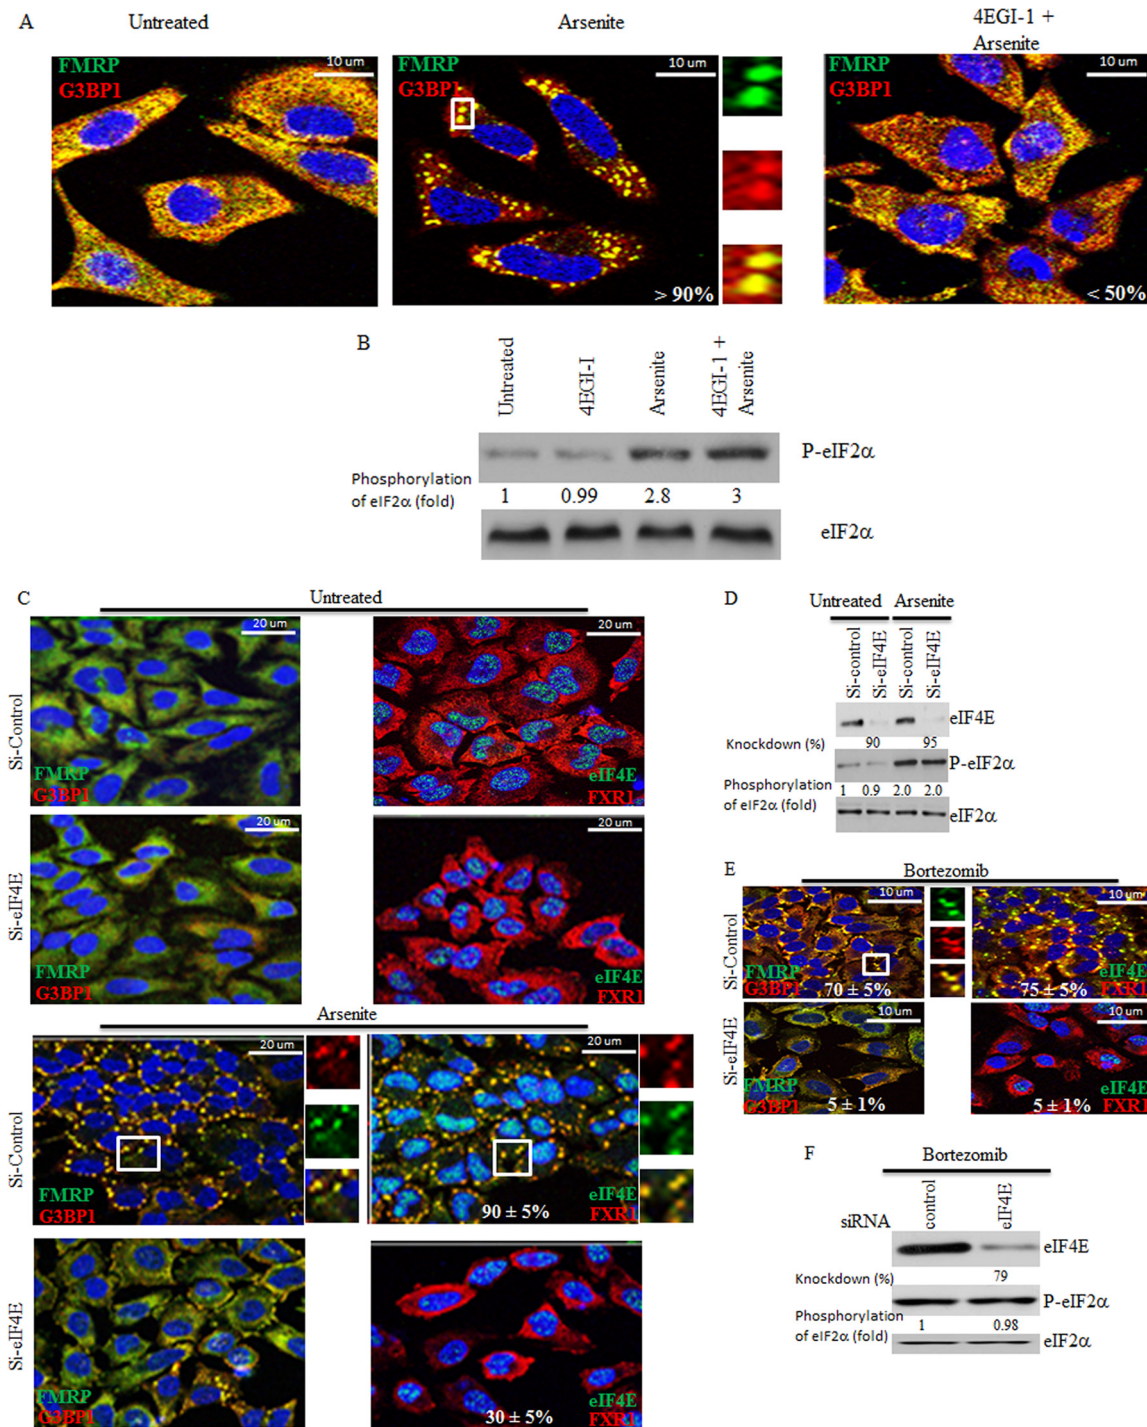 A
Untreated
Arsenite
4EGI-1 +
Arsenite
FMRP
G3BP1
10 um
FMRP
G3BP1
10 um
> 90%
FMRP
G3BP1
10 um
< 50%
B
Untreated
4EGI-I
Arsenite
4EGI-1 +
Arsenite
P-eIF2α
Phosphorylation
of eIF2α (fold)
1 0.99 2.8 3
eIF2α
C
Untreated
Si-Control
20 um
FMRP
G3BP1
20 um
eIF4E
FXR1
Si-eIF4E
20 um
FMRP
G3BP1
20 um
eIF4E
FXR1
Arsenite
Si-Control
20 um
FMRP
G3BP1
20 um
90 ± 5%
eIF4E
FXR1
Si-eIF4E
FMRP
G3BP1
30 ± 5%
eIF4E
FXR1
D
Untreated Arsenite
Si-control
Si-eIF4E
Si-control
Si-eIF4E
eIF4E
Knockdown (%) 90 95
P-eIF2α
Phosphorylation
of eIF2α (fold)
1 0.9 2.0 2.0
eIF2α
E
Bortezomib
Si-Control
10 um
FMRP
G3BP1
70 ± 5%
10 um
eIF4E
FXR1
75 ± 5%
Si-eIF4E
10 um
FMRP
G3BP1
5 ± 1%
10 um
eIF4E
FXR1
5 ± 1%
F
Bortezomib
siRNA
control
eIF4E
eIF4E
Knockdown (%) 79
P-eIF2α
Phosphorylation
of eIF2α (fold)
1 0.98
eIF2α